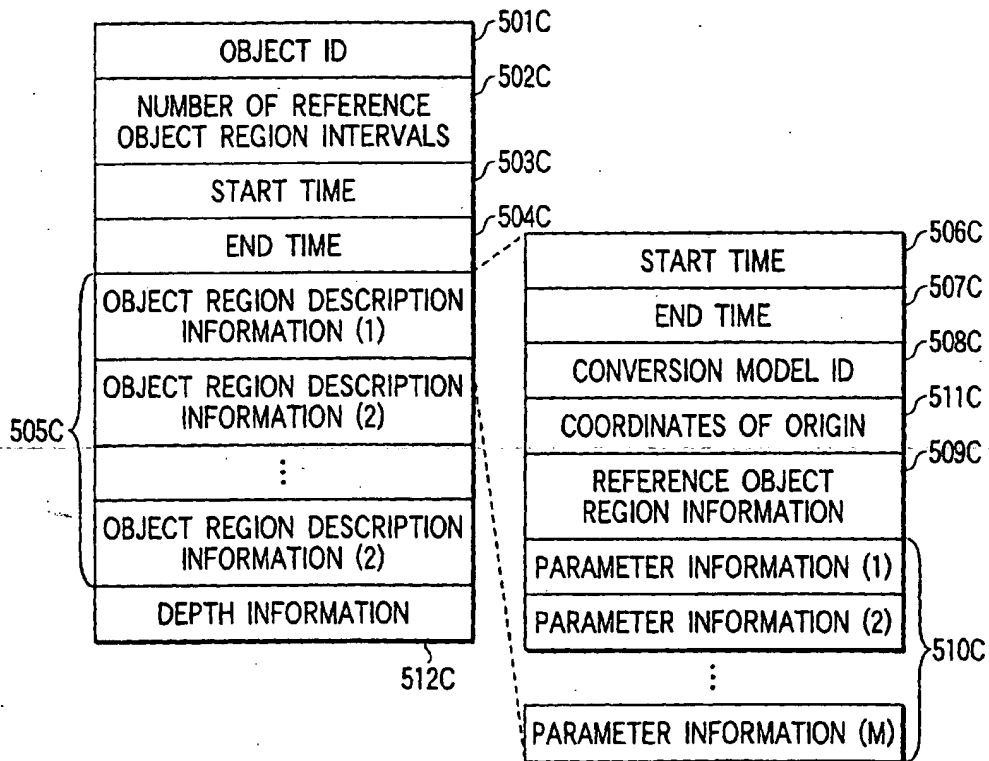 501C
OBJECT ID
502C
NUMBER OF REFERENCE
OBJECT REGION INTERVALS
503C
START TIME
504C
END TIME
505C
OBJECT REGION DESCRIPTION
INFORMATION (1)
OBJECT REGION DESCRIPTION
INFORMATION (2)
⋮
OBJECT REGION DESCRIPTION
INFORMATION (2)
DEPTH INFORMATION
512C
506C
START TIME
507C
END TIME
508C
CONVERSION MODEL ID
511C
COORDINATES OF ORIGIN
509C
REFERENCE OBJECT
REGION INFORMATION
PARAMETER INFORMATION (1)
PARAMETER INFORMATION (2)
510C
⋮
PARAMETER INFORMATION (M)